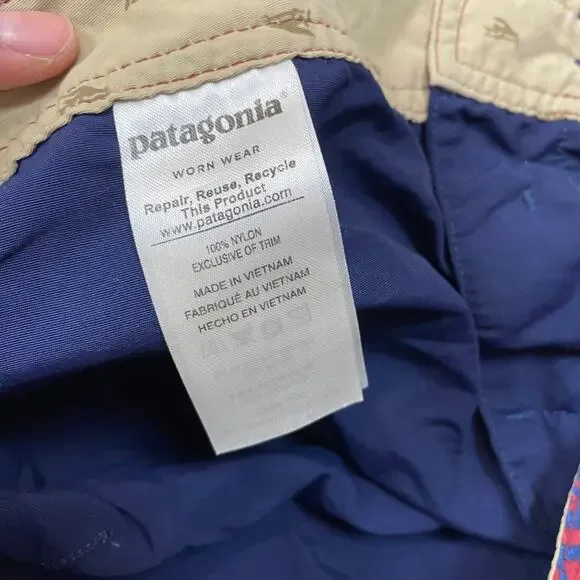 patagonia®
WORN WEAR
Repair, Reuse, Recycle
This Product
www.patagonia.com
100% NYLON
EXCLUSIVE OF TRIM
MADE IN VIETNAM
FABRIQUÉ AU VIETNAM
HECHO EN VIETNAM